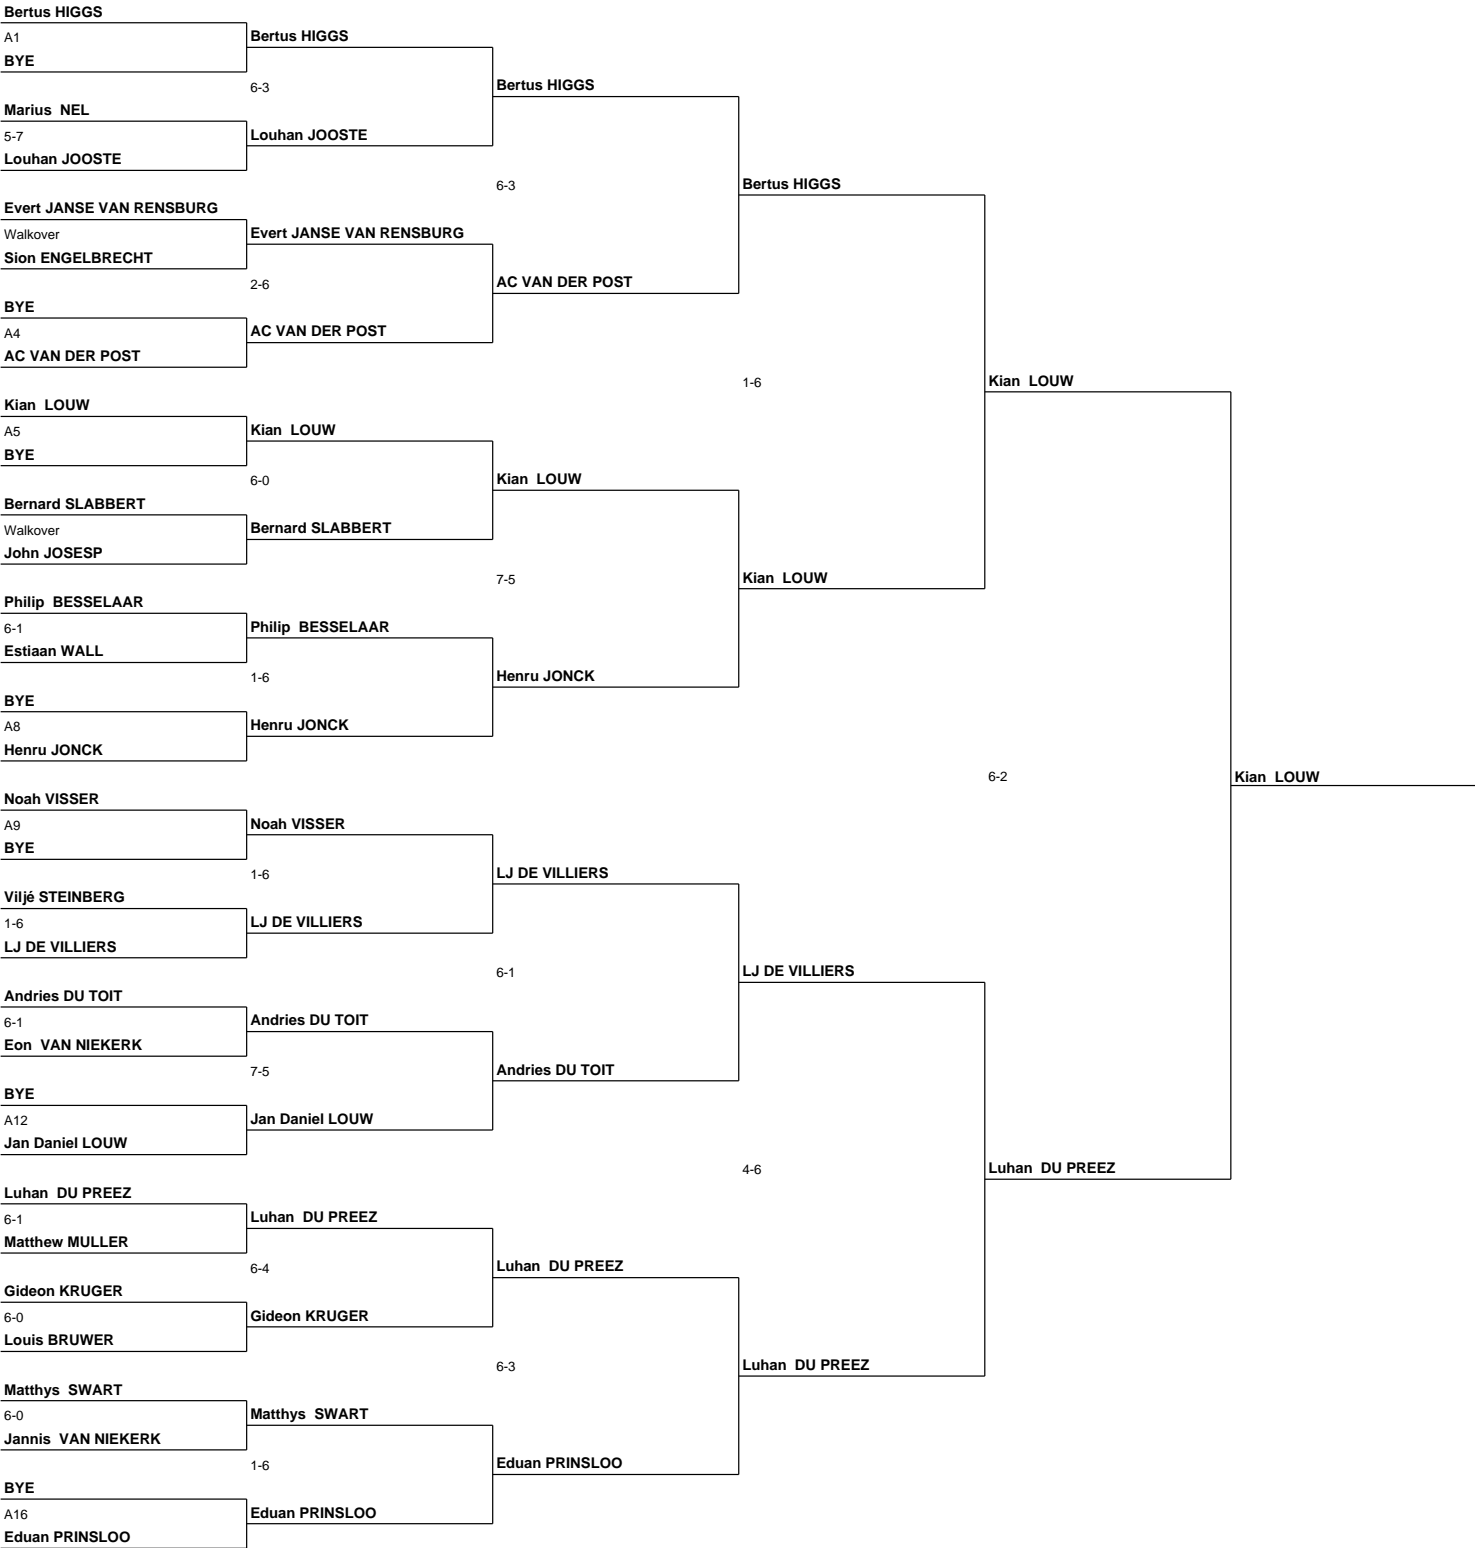 Bertus HIGGS
A1
BYE
Marius NEL
5-7
Louhan JOOSTE
Evert JANSE VAN RENSBURG
Walkover
Sion ENGELBRECHT
BYE
A4
AC VAN DER POST
Kian LOUW
A5
BYE
Bernard SLABBERT
Walkover
John JOSESP
Philip BESSELAAR
6-1
Estiaan WALL
BYE
A8
Henru JONCK
Noah VISSER
A9
BYE
Viljé STEINBERG
1-6
LJ DE VILLIERS
Andries DU TOIT
6-1
Eon VAN NIEKERK
BYE
A12
Jan Daniel LOUW
Luhan DU PREEZ
6-1
Matthew MULLER
Gideon KRUGER
6-0
Louis BRUWER
Matthys SWART
6-0
Jannis VAN NIEKERK
BYE
A16
Eduan PRINSLOO
Bertus HIGGS
6-3
Louhan JOOSTE
Evert JANSE VAN RENSBURG
2-6
AC VAN DER POST
Kian LOUW
6-0
Bernard SLABBERT
Philip BESSELAAR
1-6
Henru JONCK
Noah VISSER
1-6
LJ DE VILLIERS
Andries DU TOIT
7-5
Jan Daniel LOUW
Luhan DU PREEZ
6-4
Gideon KRUGER
Matthys SWART
1-6
Eduan PRINSLOO
Bertus HIGGS
6-3
AC VAN DER POST
Kian LOUW
7-5
Henru JONCK
LJ DE VILLIERS
6-1
Andries DU TOIT
Luhan DU PREEZ
6-3
Eduan PRINSLOO
Bertus HIGGS
1-6
Kian LOUW
LJ DE VILLIERS
4-6
Luhan DU PREEZ
Kian LOUW
6-2
Luhan DU PREEZ
Kian LOUW